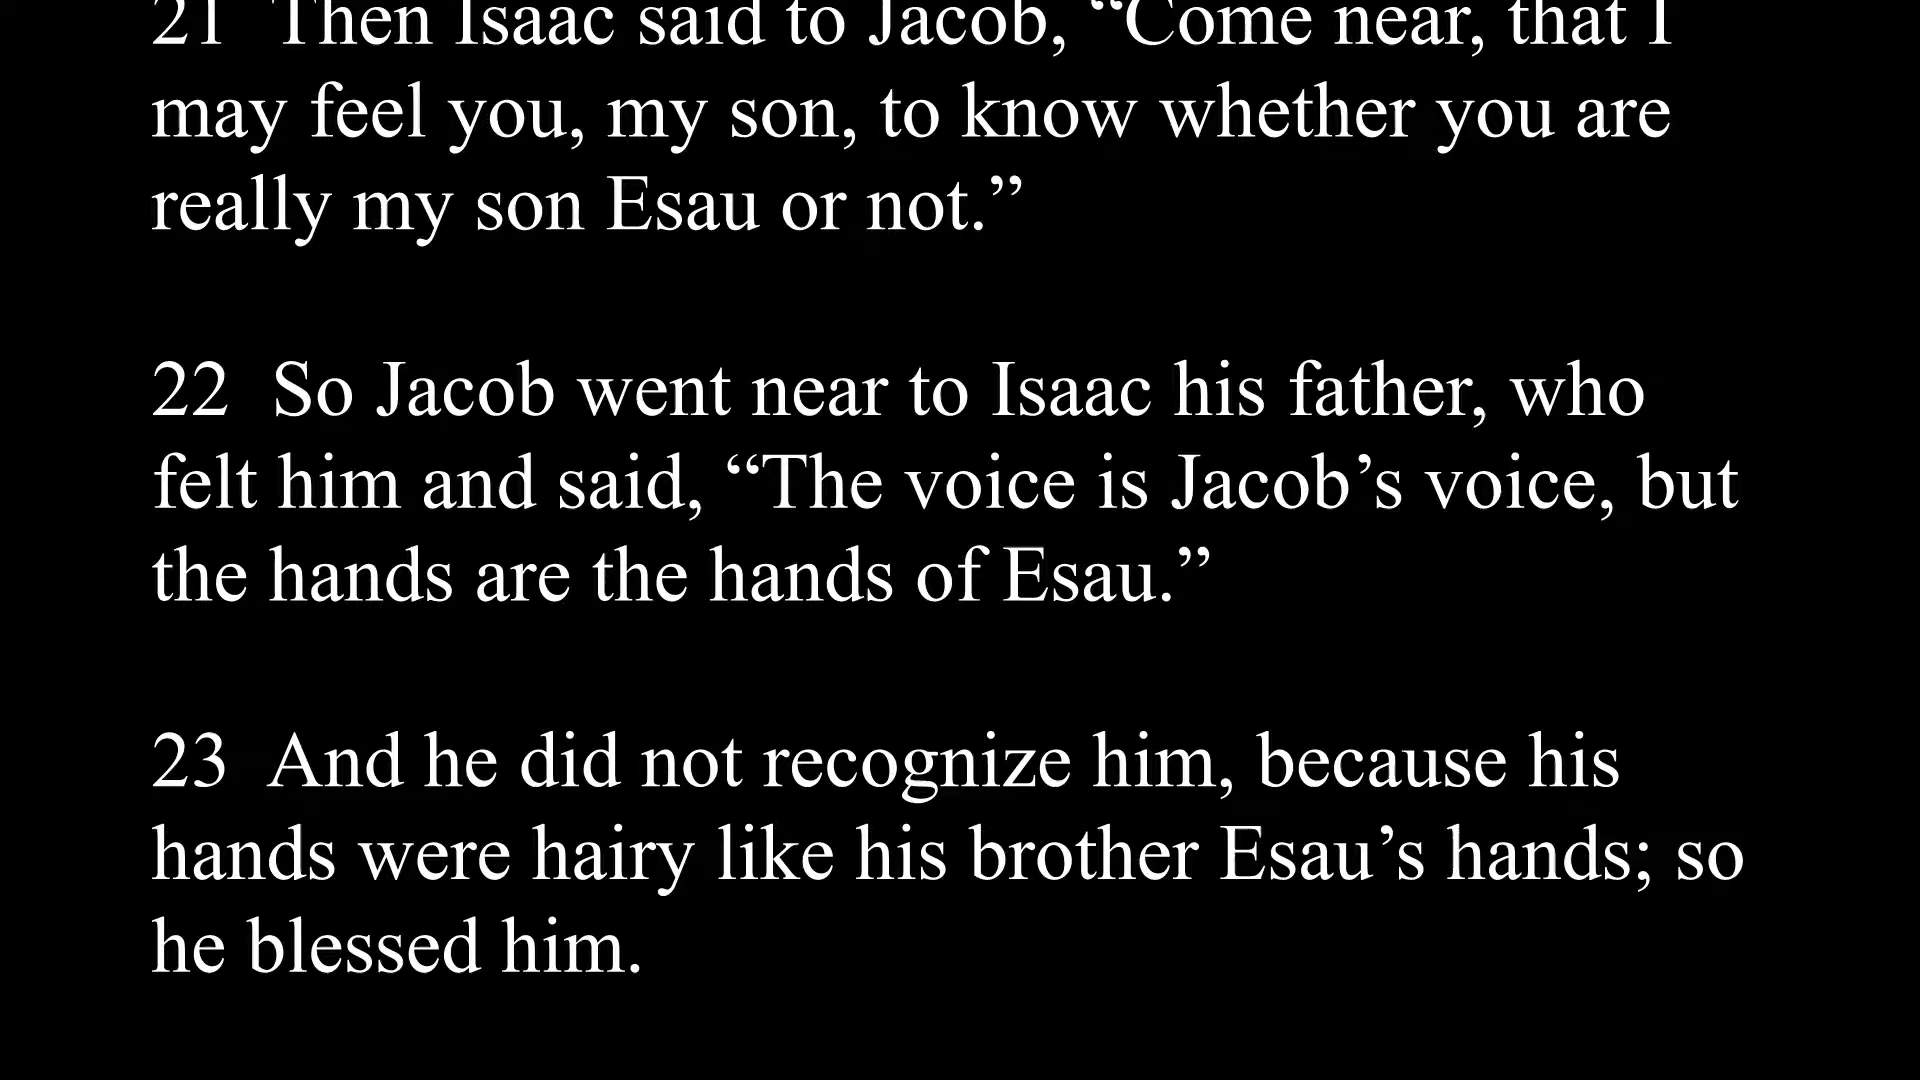 21 Then Isaac said to Jacob, “Come near, that I
may feel you, my son, to know whether you are
really my son Esau or not.”
22 So Jacob went near to Isaac his father, who
felt him and said, “The voice is Jacob’s voice, but
the hands are the hands of Esau.”
23 And he did not recognize him, because his
hands were hairy like his brother Esau’s hands; so
he blessed him.